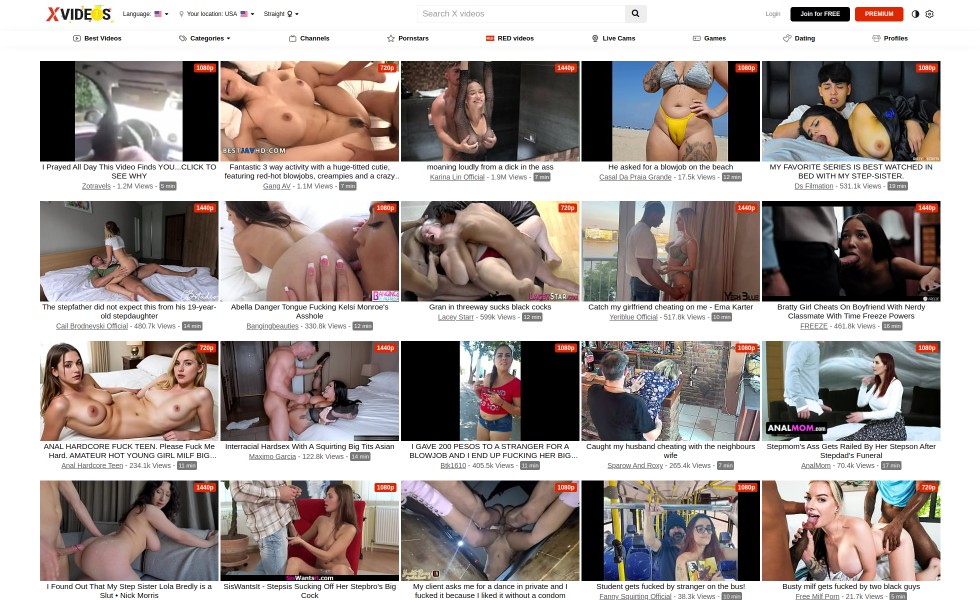 XVIDEOS
Language:
Your location: USA
Straight
Search X videos
Login
Join for FREE
PREMIUM
Best Videos
Categories
Channels
Pornstars
RED videos
Live Cams
Games
Dating
Profiles
1080p
720p
1440p
1080p
1080p
I Prayed All Day This Video Finds YOU...CLICK TO
SEE WHY
Zotravels - 1.2M Views - 5 min
Fantastic 3 way activity with a huge-titted cutie,
featuring red-hot blowjobs, creampies and a crazy..
Gang AV - 1.1M Views - 7 min
moaning loudly from a dick in the ass
Karina Lin Official - 1.9M Views - 7 min
He asked for a blowjob on the beach
Casal Da Praia Grande - 17.5k Views - 12 min
MY FAVORITE SERIES IS BEST WATCHED IN
BED WITH MY STEP-SISTER.
Ds Filmation - 531.1k Views - 19 min
1440p
1080p
720p
1440p
1440p
The stepfather did not expect this from his 19-year-
old stepdaughter
Cail Brodnevski Official - 480.7k Views - 14 min
Abella Danger Tongue Fucking Kelsi Monroe's
Asshole
Bangingbeauties - 330.8k Views - 12 min
Gran in threeway sucks black cocks
Lacey Starr - 599k Views - 12 min
Catch my girlfriend cheating on me - Ema Karter
Yeriblue Official - 517.8k Views - 10 min
Bratty Girl Cheats On Boyfriend With Nerdy
Classmate With Time Freeze Powers
FREEZE - 461.8k Views - 16 min
720p
1440p
1080p
1080p
1080p
ANALMOM.com
ANAL HARDCORE FUCK TEEN. Please Fuck Me
Hard. AMATEUR HOT YOUNG GIRL MILF BIG...
Anal Hardcore Teen - 234.1k Views - 11 min
Interracial Hardsex With A Squirting Big Tits Asian
Maximo Garcia - 122.8k Views - 14 min
I GAVE 200 PESOS TO A STRANGER FOR A
BLOWJOB AND I END UP FUCKING HER BIG...
Btk1610 - 405.5k Views - 11 min
Caught my husband cheating with the neighbours
wife
Sparow And Roxy - 265.4k Views - 7 min
Stepmom's Ass Gets Railed By Her Stepson After
Stepdad's Funeral
AnalMom - 70.4k Views - 17 min
1440p
1080p
1080p
1080p
720p
I Found Out That My Step Sister Lola Bredly is a
Slut • Nick Morris
SisWantsIt - Stepsis Sucking Off Her Stepbro's Big
Cock
My client asks me for a dance in private and I
fucked it because I liked it without a condom
Student gets fucked by stranger on the bus!
Fanny Squirting Official - 38.3k Views - 10 min
Busty milf gets fucked by two black guys
Free Milf Porn - 21.7k Views - 5 min